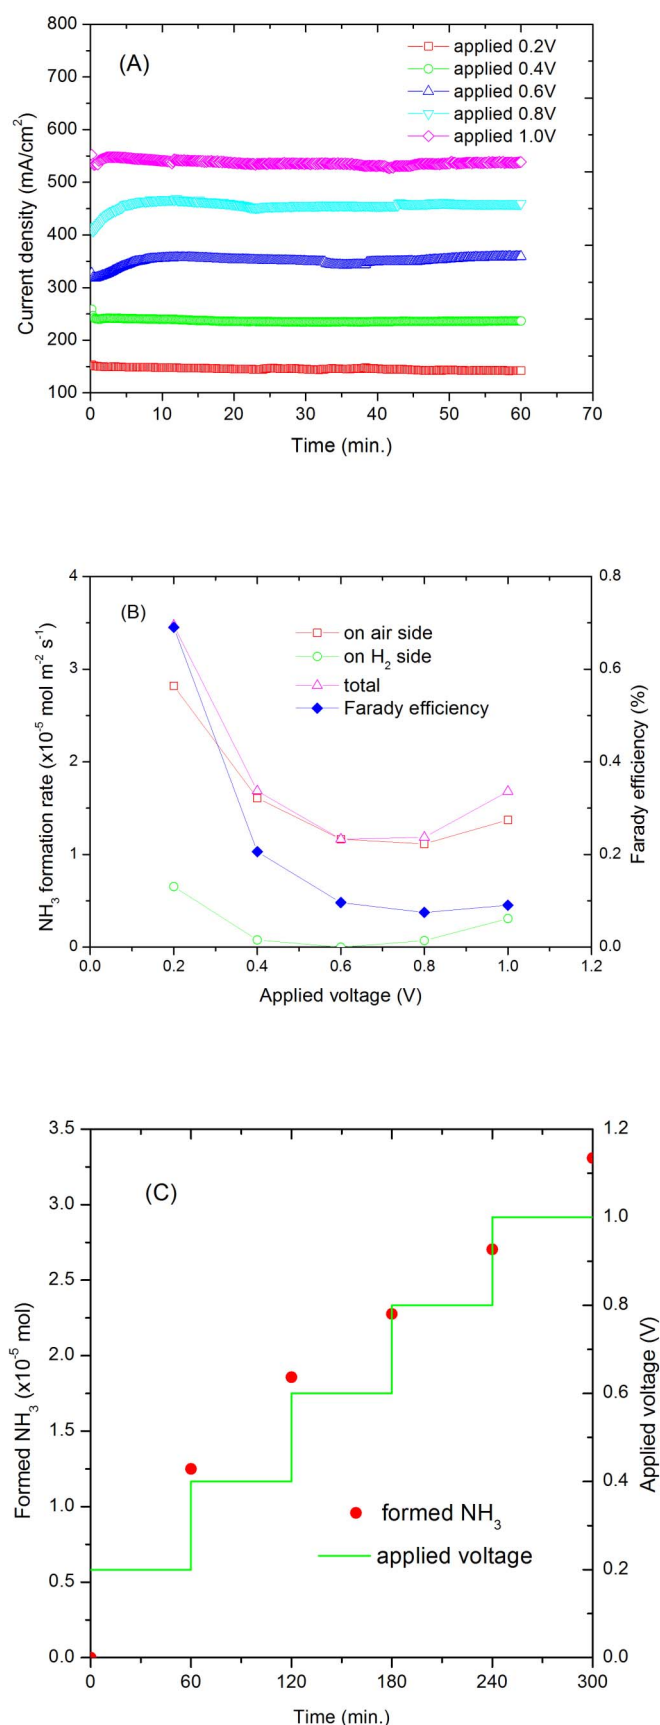 800
700
600
500
400
300
200
100
0 10 20 30 40 50 60 70
Current density (mA/cm²)
Time (min.)
(A)
applied 0.2V
applied 0.4V
applied 0.6V
applied 0.8V
applied 1.0V
4
3
2
1
0
0.0 0.2 0.4 0.6 0.8 1.0 1.2
0.8
0.6
0.4
0.2
0.0
NH₃ formation rate (x10⁻⁵ mol m⁻² s⁻¹)
Farady efficiency (%)
Applied voltage (V)
(B)
on air side
on H₂ side
total
Farady efficiency
3.5
3.0
2.5
2.0
1.5
1.0
0.5
0.0
0 60 120 180 240 300
1.2
1.0
0.8
0.6
0.4
0.2
0.0
Formed NH₃ (x10⁻⁵ mol)
Applied voltage (V)
Time (min.)
(C)
formed NH₃
applied voltage